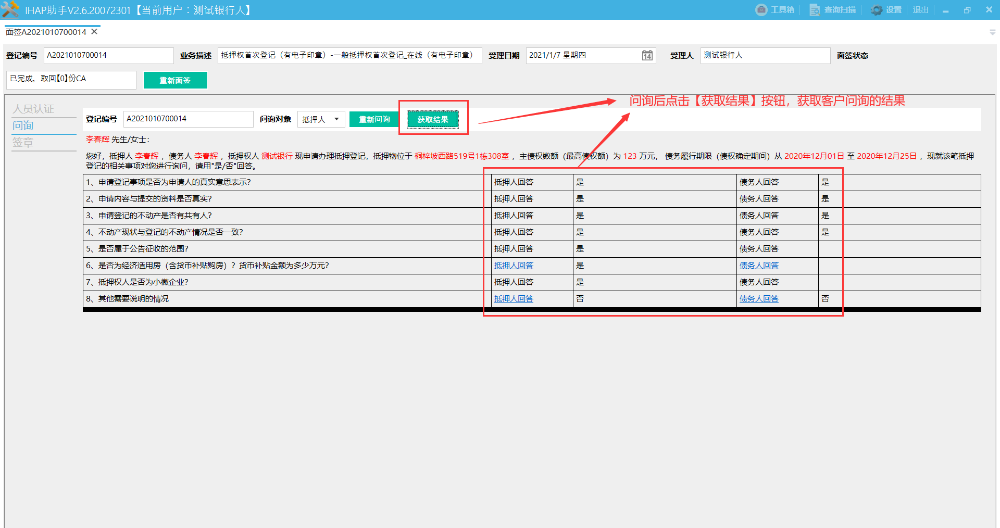 IHAP助手V2.6.20072301【当前用户：测试银行人】
工具箱 查询扫描 设置 退出
面签A2021010700014
登记编号 A2021010700014 业务描述 抵押权首次登记（有电子印章）-一般抵押权首次登记_在线（有电子印章） 受理日期 2021/1/7 星期四 14 受理人 测试银行人 面签状态
已完成，取回【0】份CA 重新面签
问询后点击【获取结果】按钮，获取客户问询的结果
人员认证
问询
签章
登记编号 A2021010700014 问询对象 抵押人 重新问询 获取结果
李春辉 先生/女士：
您好，抵押人 李春辉 ，债务人 李春辉 ，抵押权人 测试银行 现申请办理抵押登记，抵押物位于 桐梓坡西路519号1栋308室 ，主债权数额（最高债权额）为 123 万元， 债务履行期限（债权确定期间）从 2020年12月01日 至 2020年12月25日 ，现就该笔抵押
登记的相关事项对您进行询问，请用"是/否"回答。
1、申请登记事项是否为申请人的真实意思表示? 抵押人回答 是 债务人回答 是
2、申请内容与提交的资料是否真实? 抵押人回答 是 债务人回答 是
3、申请登记的不动产是否有共有人? 抵押人回答 是 债务人回答 是
4、不动产现状与登记的不动产情况是否一致? 抵押人回答 是 债务人回答 是
5、是否属于公告征收的范围? 抵押人回答 是 债务人回答
6、是否为经济适用房（含货币补贴购房）？货币补贴金额为多少万元? 抵押人回答 是 债务人回答
7、抵押权人是否为小微企业? 抵押人回答 是 债务人回答
8、其他需要说明的情况 抵押人回答 否 债务人回答 否